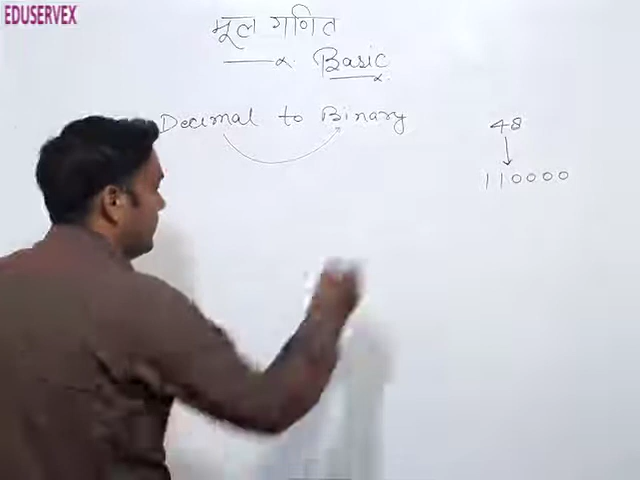 EDUSERVEX
मूल गणित
Basic
Decimal to Binary
48
110000